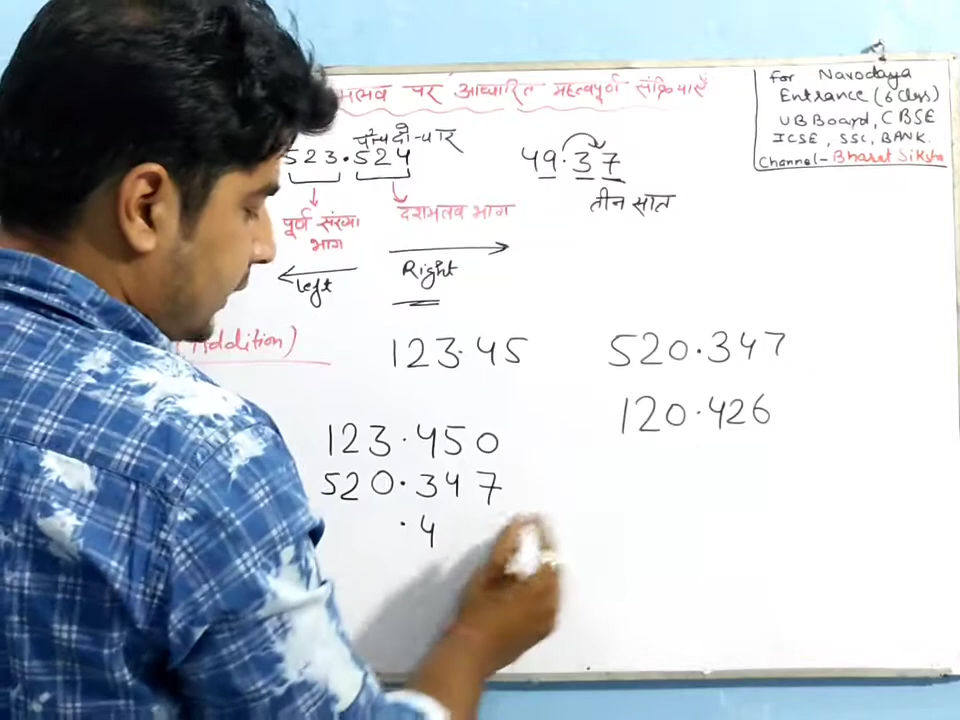 पर आधारित महत्वपूर्ण संक्रियाएँ
For Navodaya
Entrance (6 Class)
UB Board, CBSE
ICSE, SSC, BANK.
Channel- Bharat Siksha
523.524
49.37
तीन सात
पूर्ण संख्या
भाग
दशमलव भाग
left
Right
(Addition)
123.45
520.347
120.426
123.450
520.347
.4